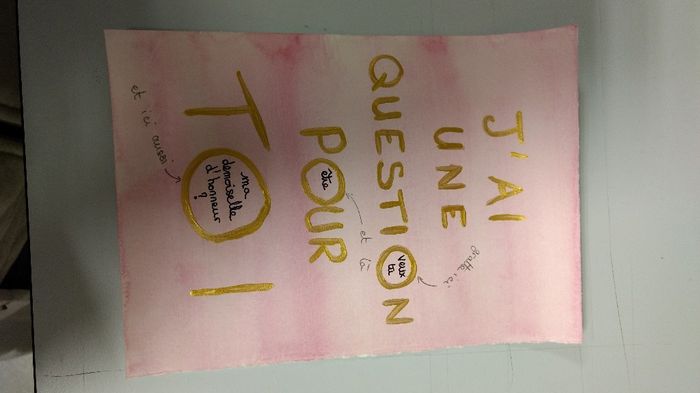 J'AI
UNE
gratte ici
QUESTION
veux tu
et là
POUR
être
et ici aussi
TOI
ma
demoiselle
d'honneur
?